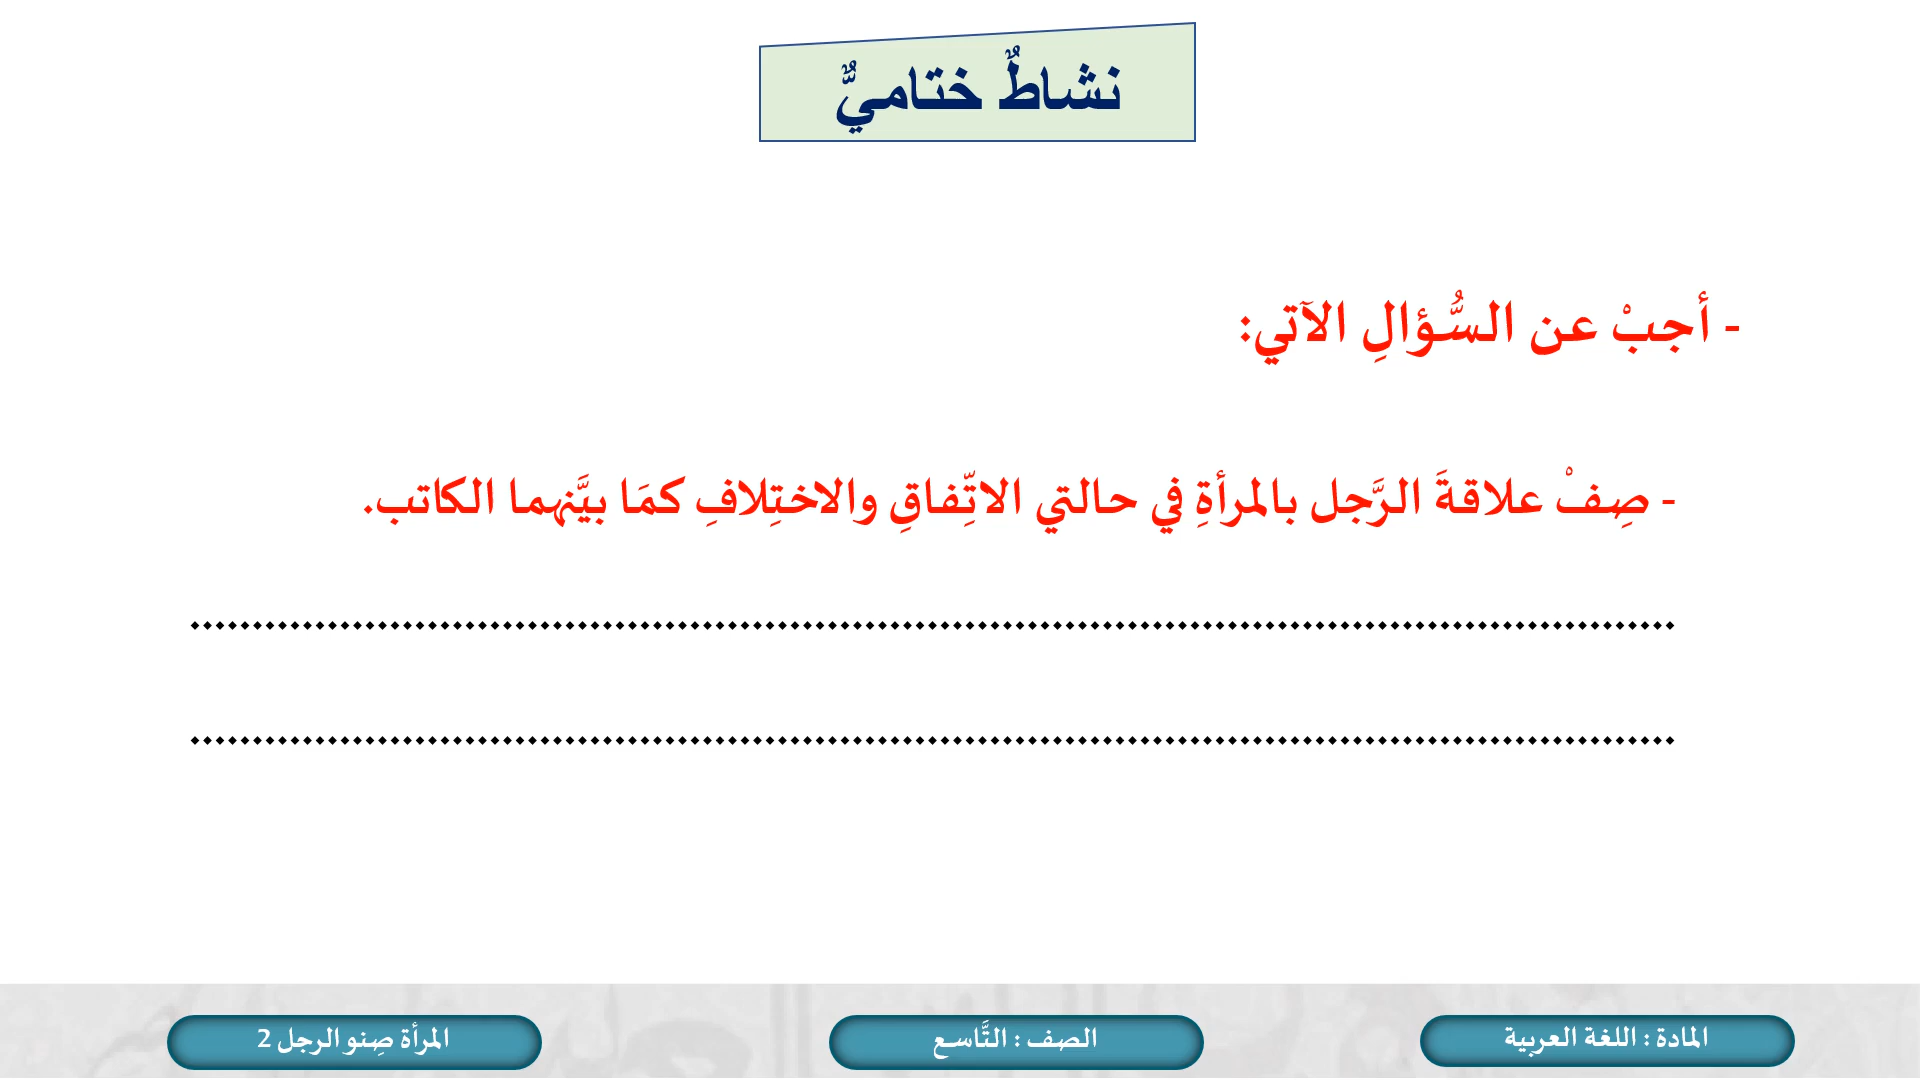 نشاطٌ ختاميٌّ
- أجبْ عن السُّؤالِ الآتي:
- صِفْ علاقةَ الرَّجل بالمرأةِ في حالتي الاتِّفاقِ والاختِلافِ كمَا بيَّنهما الكاتب.
المادة : اللغة العربية
الصف : التَّاسع
المرأة صِنو الرجل 2